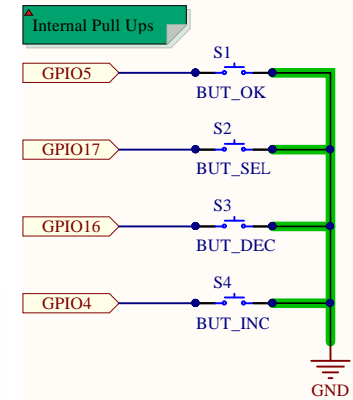 Internal Pull Ups
S1
GPIO5
BUT_OK
S2
GPIO17
BUT_SEL
S3
GPIO16
BUT_DEC
S4
GPIO4
BUT_INC
GND